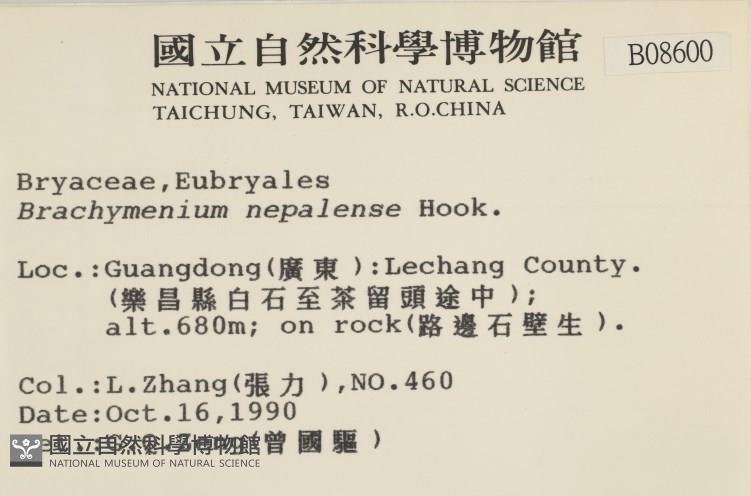 國立自然科學博物館
B08600
NATIONAL MUSEUM OF NATURAL SCIENCE
TAICHUNG, TAIWAN, R.O.CHINA
Bryaceae,Eubryales
Brachymenium nepalense Hook.
Loc.:Guangdong(廣東):Lechang County.
(樂昌縣白石至茶留頭途中);
alt.680m; on rock(路邊石壁生).
Col.:L.Zhang(張力),NO.460
Date:Oct.16,1990
(曾國驅)
國立自然科學博物館
NATIONAL MUSEUM OF NATURAL SCIENCE